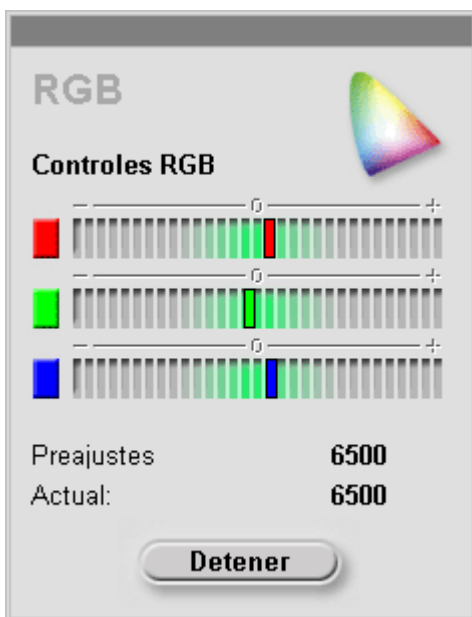 RGB
Controles RGB
- 0 +
- 0 +
- 0 +
Preajustes 6500
Actual: 6500
Detener